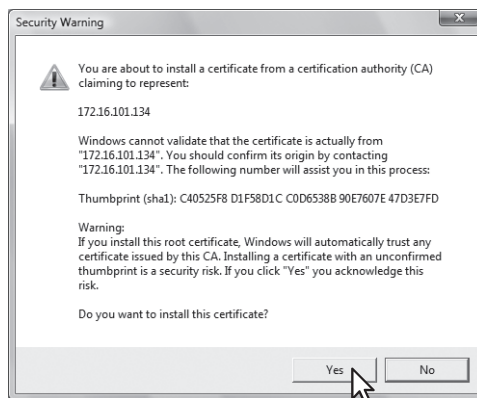 Security Warning
X
You are about to install a certificate from a certification authority (CA)
claiming to represent:
172.16.101.134
Windows cannot validate that the certificate is actually from
"172.16.101.134". You should confirm its origin by contacting
"172.16.101.134". The following number will assist you in this process:
Thumbprint (sha1): C40525F8 D1F58D1C C0D6538B 90E7607E 47D3E7FD
Warning:
If you install this root certificate, Windows will automatically trust any
certificate issued by this CA. Installing a certificate with an unconfirmed
thumbprint is a security risk. If you click "Yes" you acknowledge this
risk.
Do you want to install this certificate?
Yes No